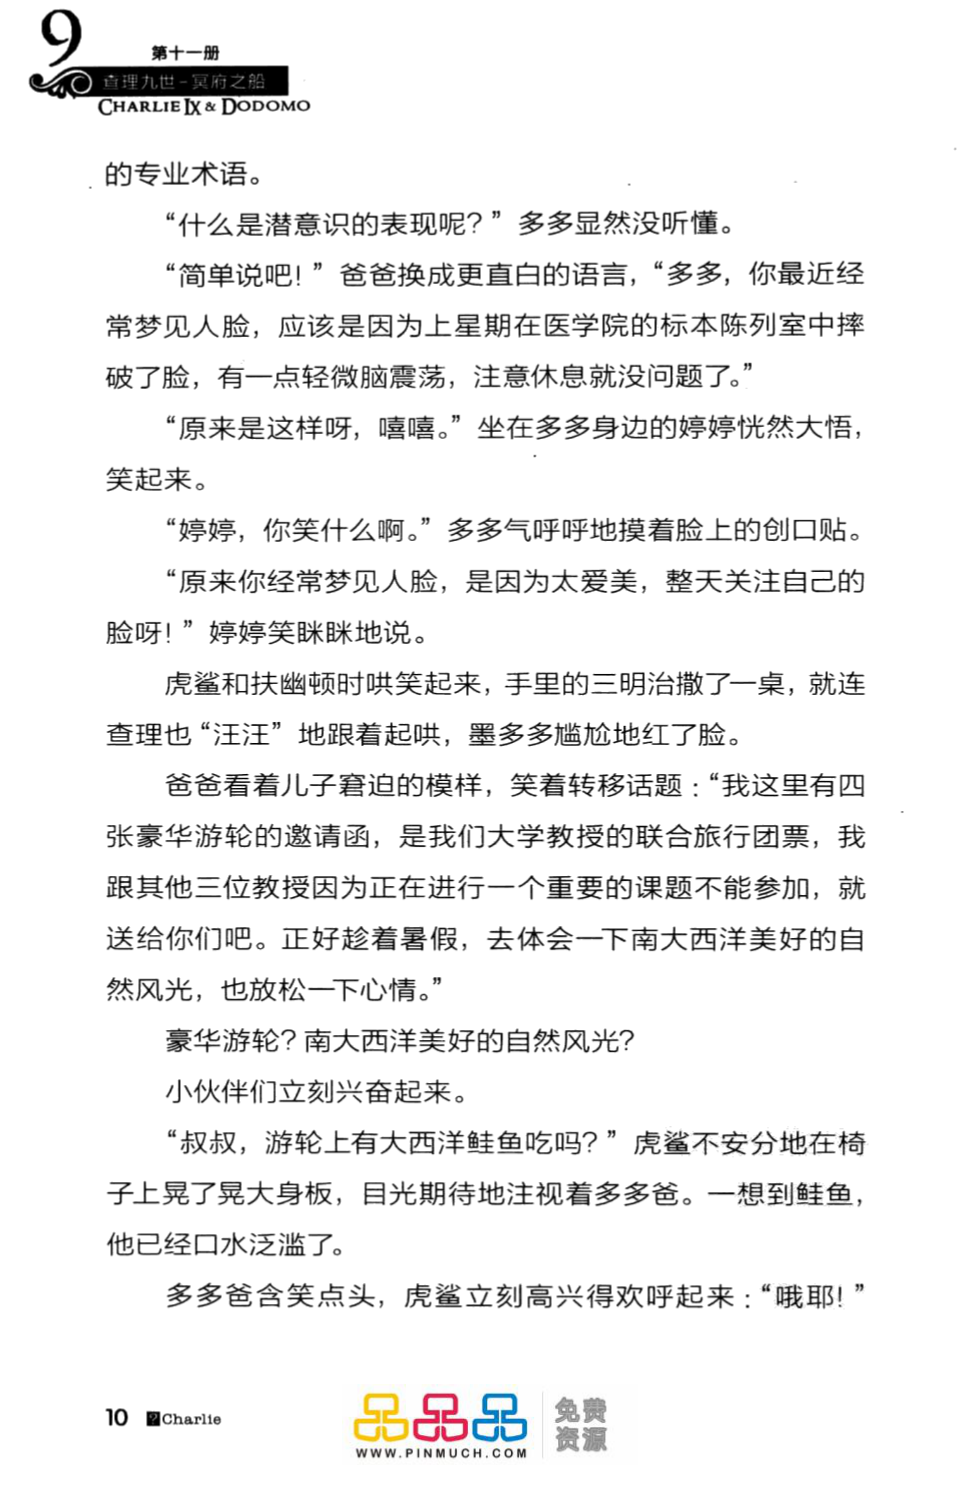 9
第十一册
查理九世-冥府之船
CHARLIE IX & DODOMO
的专业术语。
“什么是潜意识的表现呢？”多多显然没听懂。
“简单说吧！”爸爸换成更直白的语言，“多多，你最近经
常梦见人脸，应该是因为上星期在医学院的标本陈列室中摔
破了脸，有一点轻微脑震荡，注意休息就没问题了。”
“原来是这样呀，嘻嘻。”坐在多多身边的婷婷恍然大悟，
笑起来。
“婷婷，你笑什么啊。”多多气呼呼地摸着脸上的创口贴。
“原来你经常梦见人脸，是因为太爱美，整天关注自己的
脸呀！”婷婷笑眯眯地说。
虎鲨和扶幽顿时哄笑起来，手里的三明治撒了一桌，就连
查理也“汪汪”地跟着起哄，墨多多尴尬地红了脸。
爸爸看着儿子窘迫的模样，笑着转移话题：“我这里有四
张豪华游轮的邀请函，是我们大学教授的联合旅行团票，我
跟其他三位教授因为正在进行一个重要的课题不能参加，就
送给你们吧。正好趁着暑假，去体会一下南大西洋美好的自
然风光，也放松一下心情。”
豪华游轮？南大西洋美好的自然风光？
小伙伴们立刻兴奋起来。
“叔叔，游轮上有大西洋鲑鱼吃吗？”虎鲨不安分地在椅
子上晃了晃大身板，目光期待地注视着多多爸。一想到鲑鱼，
他已经口水泛滥了。
多多爸含笑点头，虎鲨立刻高兴得欢呼起来：“哦耶！”
10 Charlie
品品品
WWW.PINMUCH.COM
免费
资源